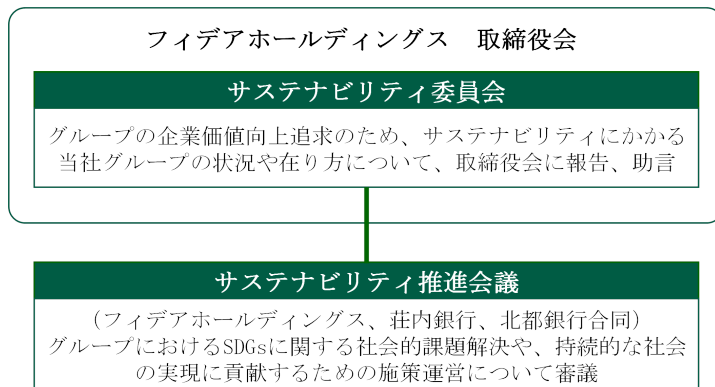 フィデアホールディングス　取締役会
サステナビリティ委員会
グループの企業価値向上追求のため、サステナビリティにかかる
当社グループの状況や在り方について、取締役会に報告、助言
サステナビリティ推進会議
（フィデアホールディングス、荘内銀行、北都銀行合同）
グループにおけるSDGsに関する社会的課題解決や、持続的な社会
の実現に貢献するための施策運営について審議